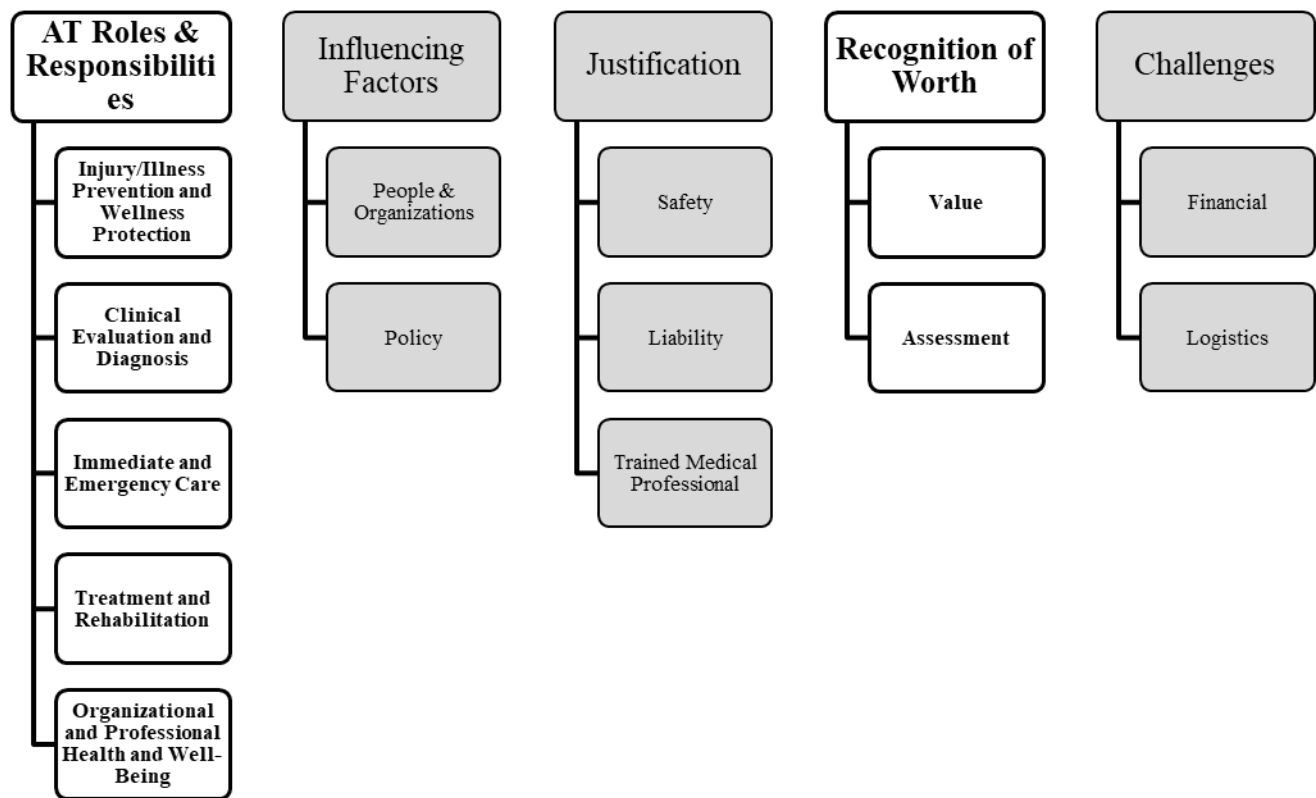 AT Roles &
Responsibiliti
es
Injury/Illness
Prevention and
Wellness
Protection
Clinical
Evaluation and
Diagnosis
Immediate and
Emergency Care
Treatment and
Rehabilitation
Organizational
and Professional
Health and Well-
Being
Influencing
Factors
People &
Organizations
Policy
Justification
Safety
Liability
Trained Medical
Professional
Recognition of
Worth
Value
Assessment
Challenges
Financial
Logistics